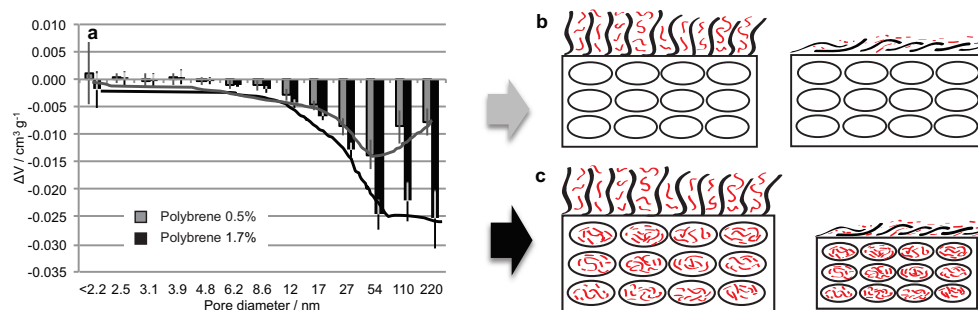 a
0.010
0.005
0.000
-0.005
-0.010
-0.015
-0.020
-0.025
-0.030
-0.035
ΔV / cm³ g⁻¹
Polybrene 0.5%
Polybrene 1.7%
<2.2 2.5 3.1 3.9 4.8 6.2 8.6 12 17 27 54 110 220
Pore diameter / nm
b
c